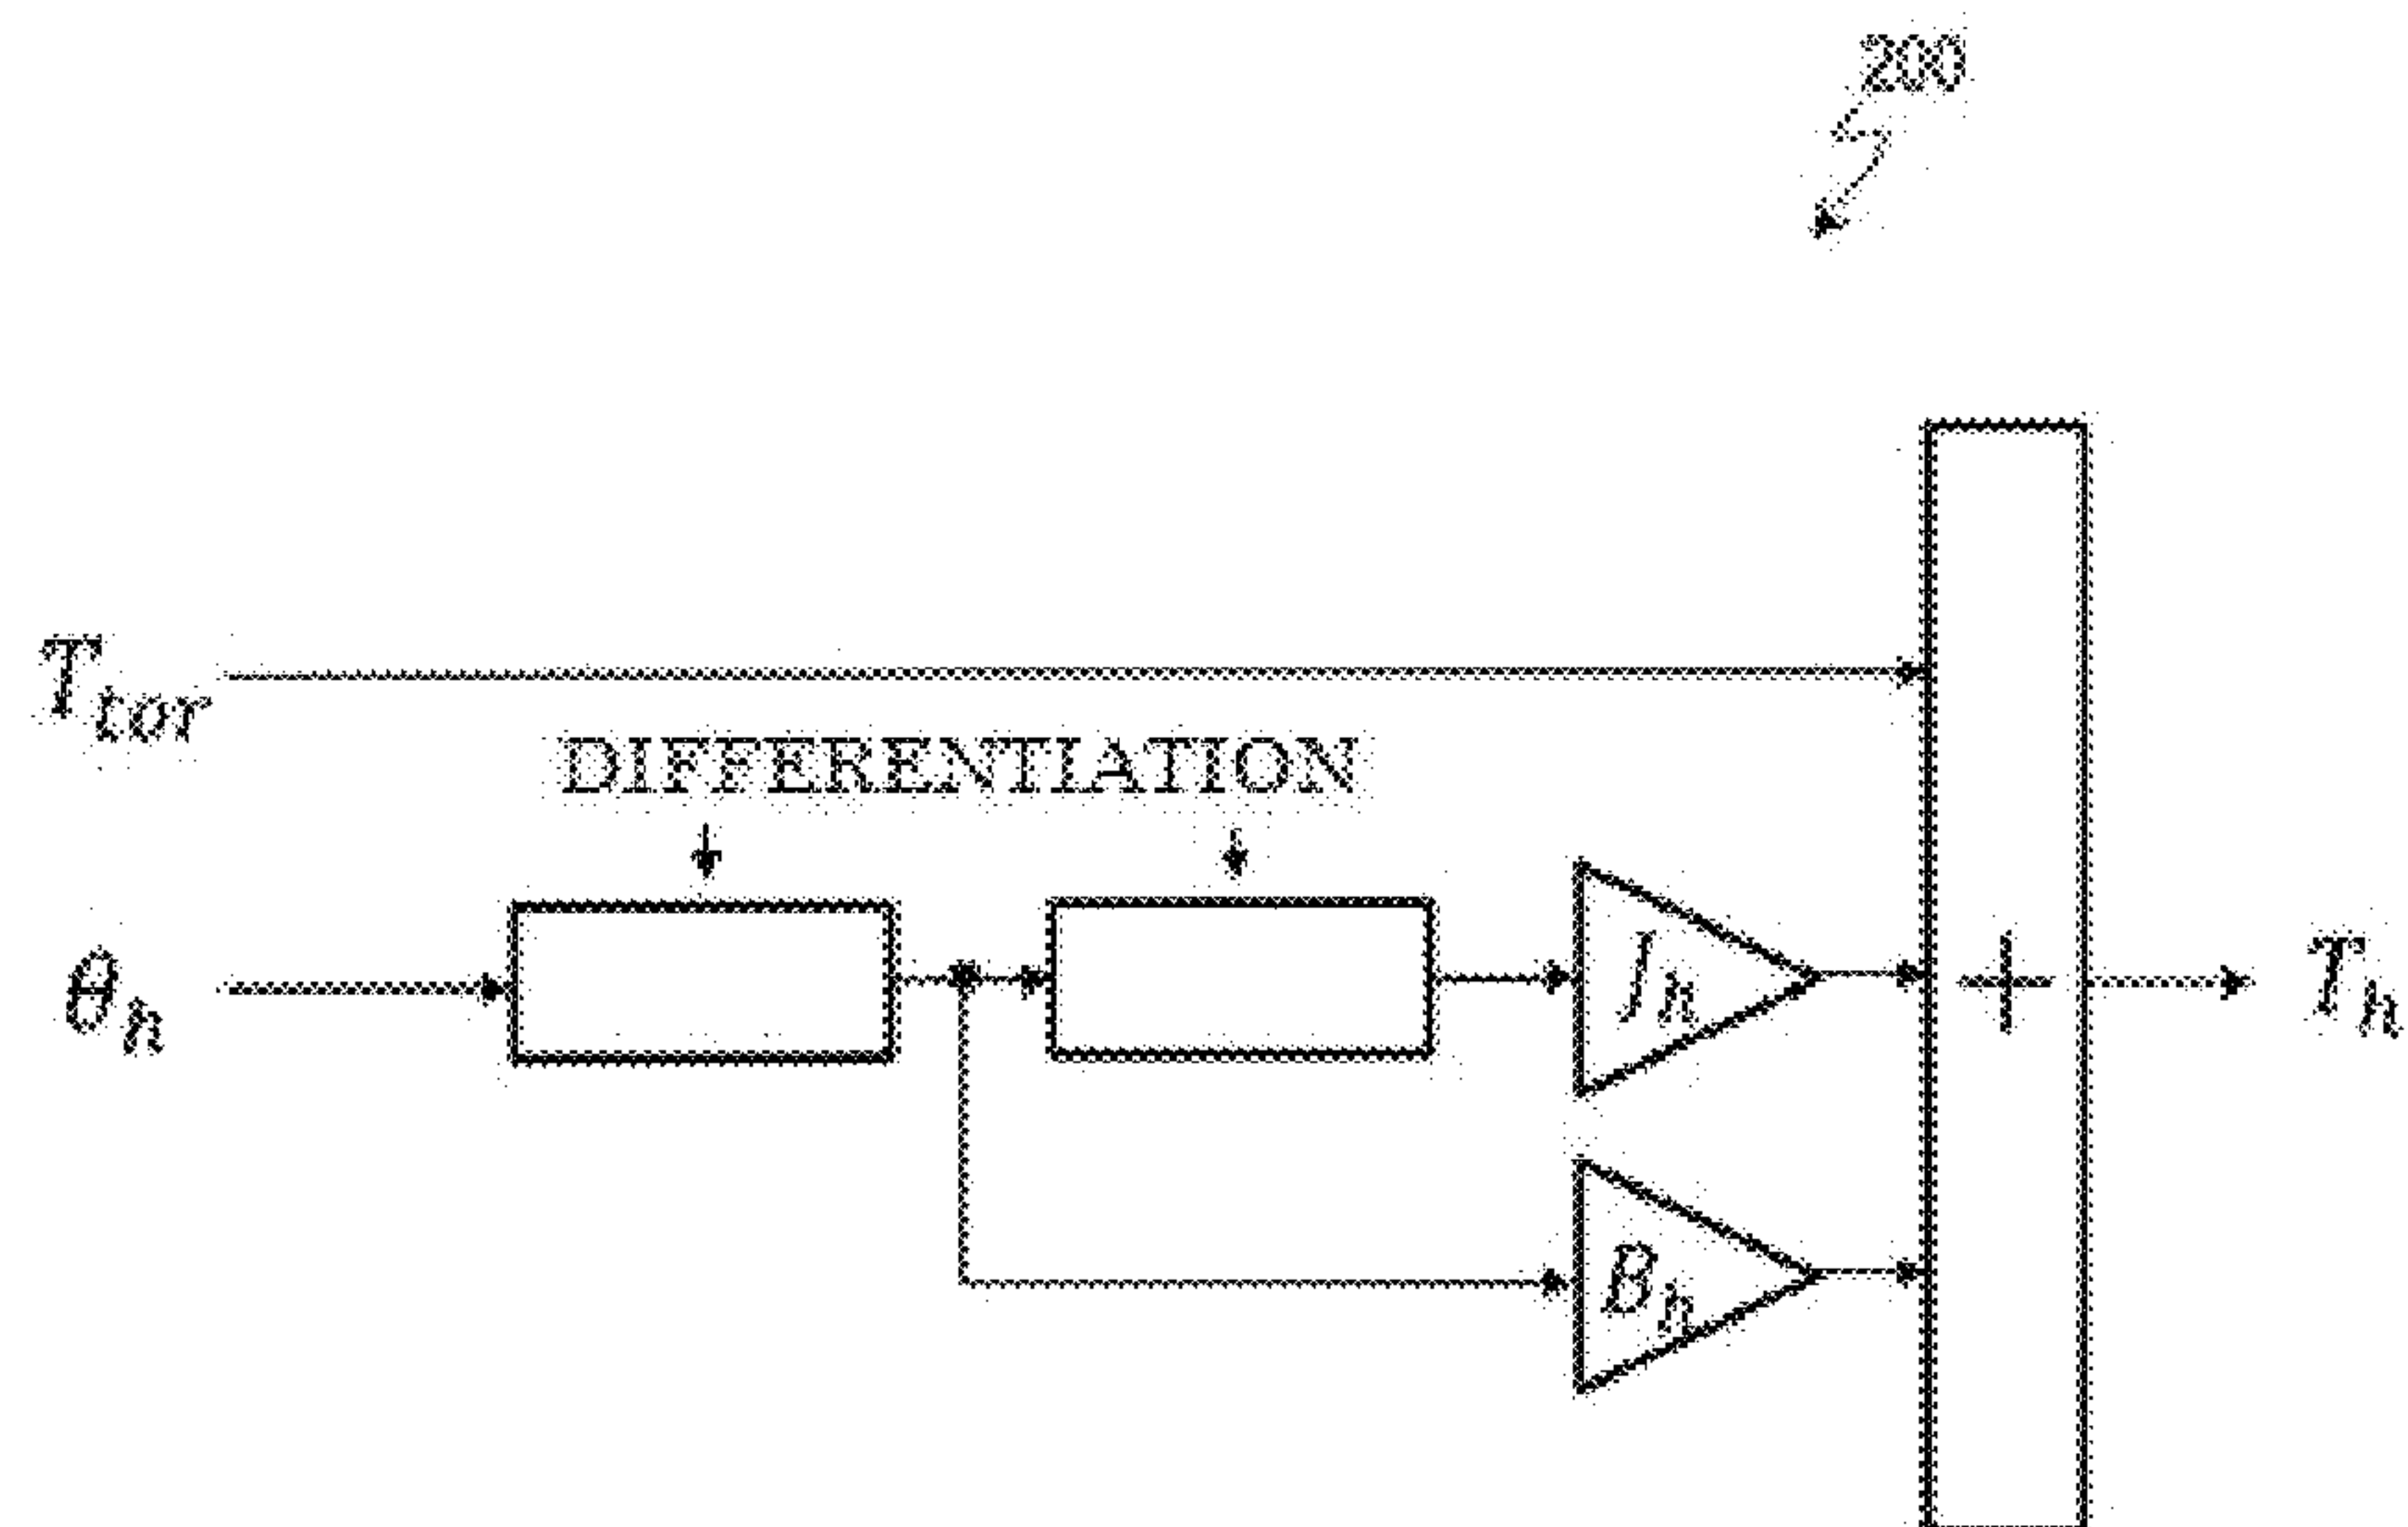 200
T_tor
DIFFERENTIATION
θ_h
J_h
+
T_h
B_h